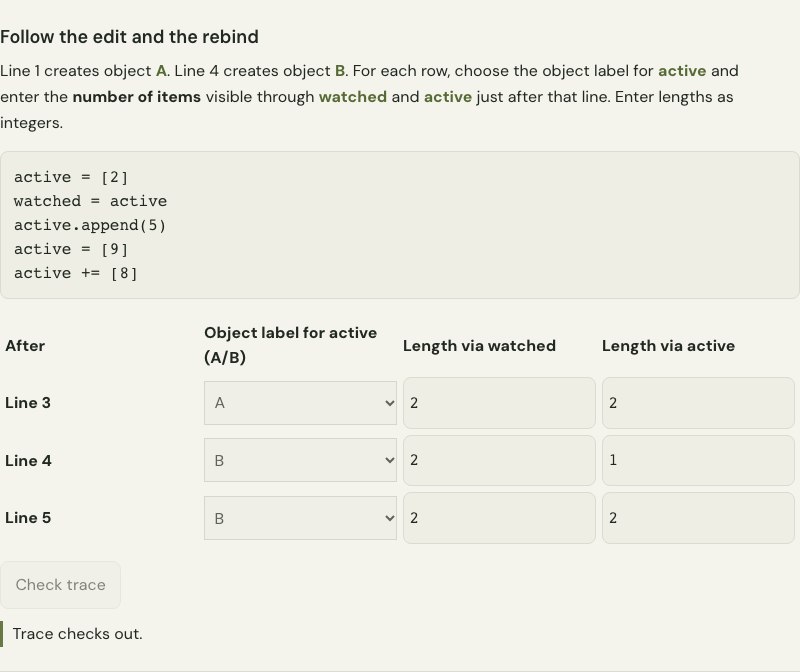 Follow the edit and the rebind
Line 1 creates object A. Line 4 creates object B. For each row, choose the object label for active and
enter the number of items visible through watched and active just after that line. Enter lengths as
integers.
active = [2]
watched = active
active.append(5)
active = [9]
active += [8]
After
Object label for active
(A/B)
Length via watched
Length via active
Line 3
A
2
2
Line 4
B
2
1
Line 5
B
2
2
Check trace
Trace checks out.